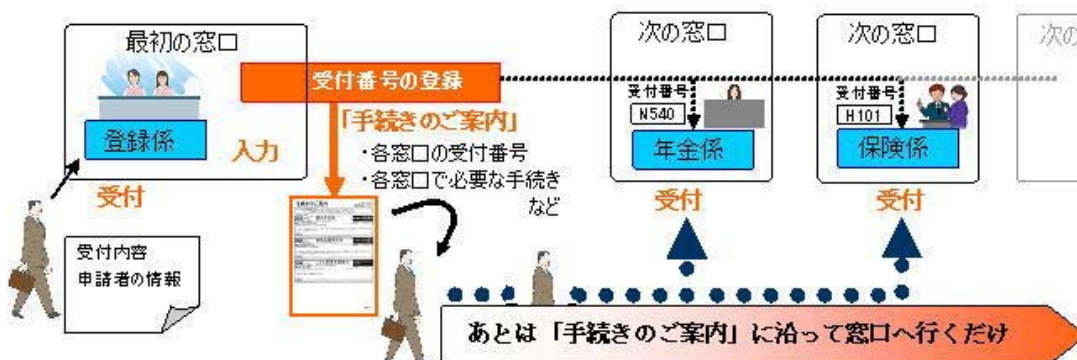 最初の窓口
登録係
受付番号の登録
入力
受付
受付内容
申請者の情報
「手続きのご案内」
・各窓口の受付番号
・各窓口で必要な手続き
など
次の窓口
受付番号
N540
年金係
受付
次の窓口
受付番号
H101
保険係
受付
次の
あとは「手続きのご案内」に沿って窓口へ行くだけ